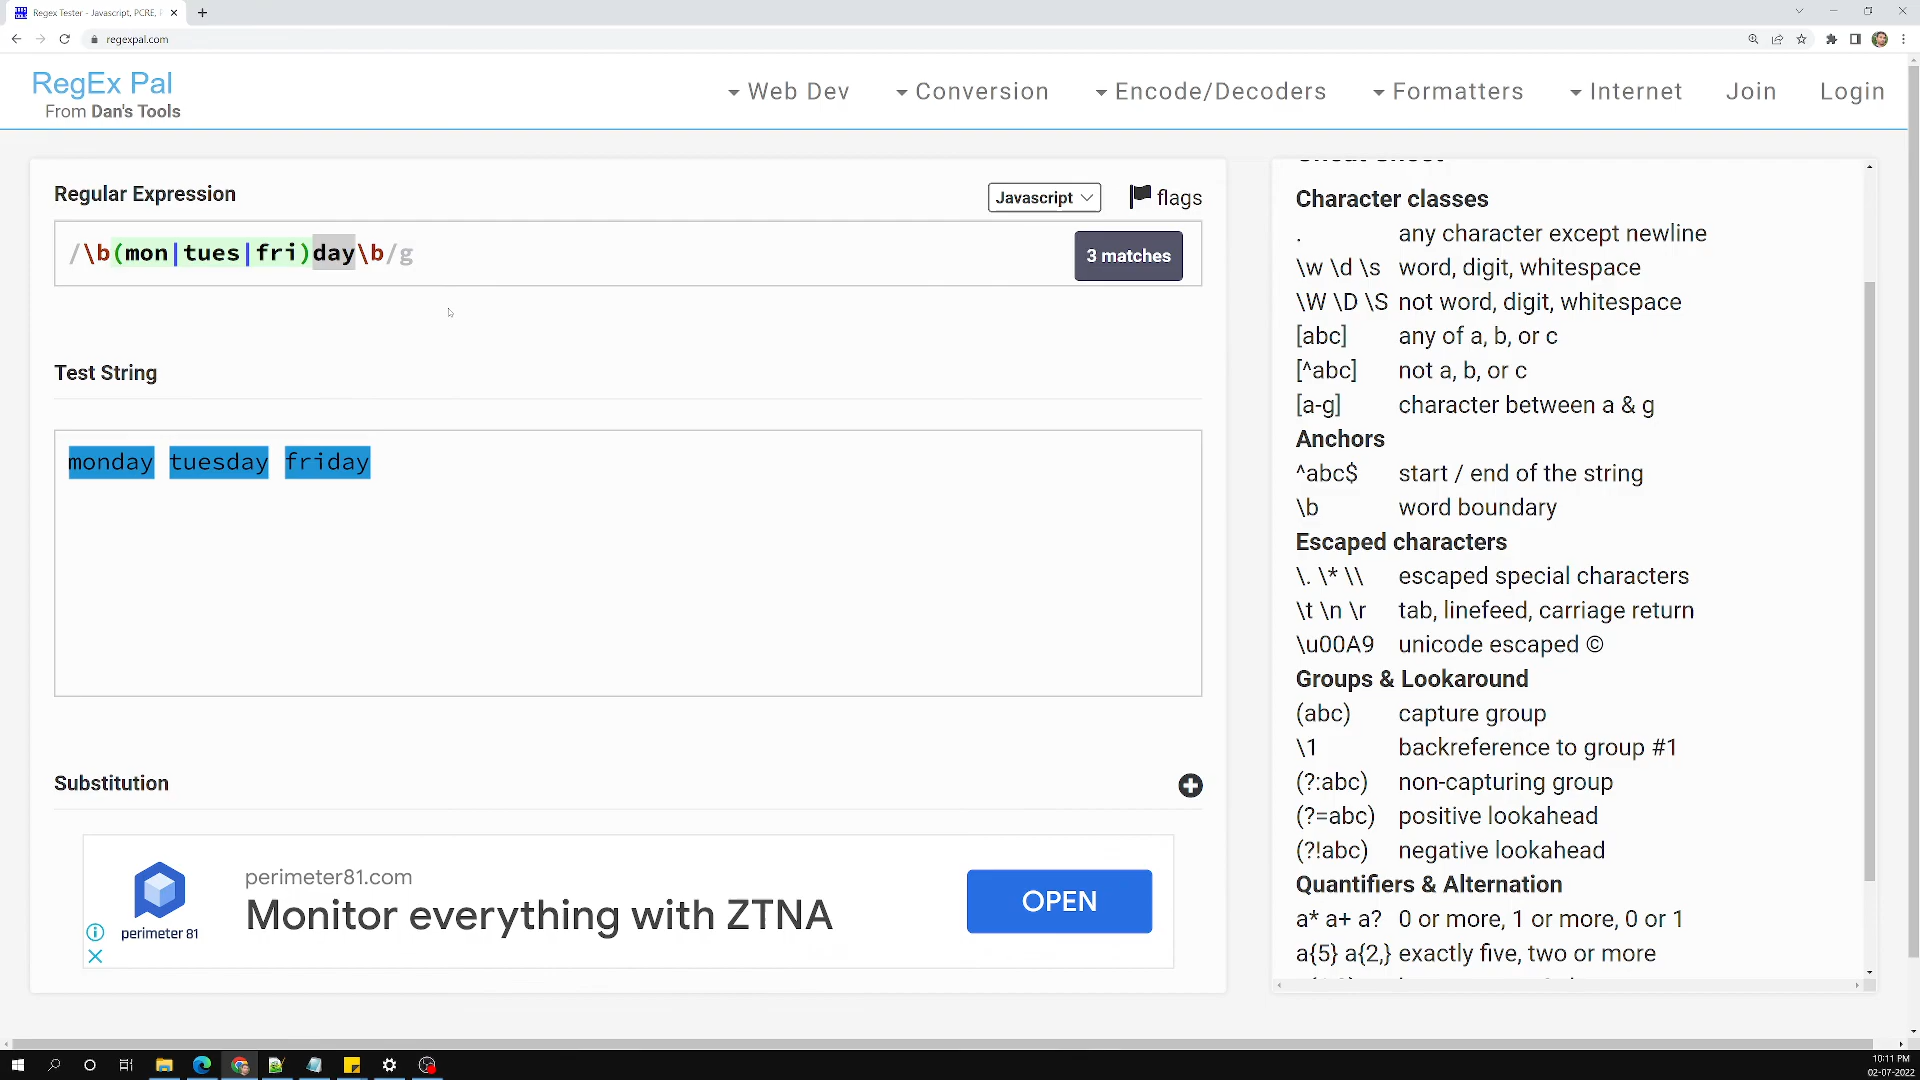 Regex Tester - Javascript, PCRE,
regexpal.com
RegEx Pal
From Dan's Tools
Web Dev
Conversion
Encode/Decoders
Formatters
Internet
Join
Login
Regular Expression
Javascript
flags
/\b(mon|tues|fri)day\b/g
3 matches
Test String
monday tuesday friday
Substitution
perimeter81.com
Monitor everything with ZTNA
perimeter 81
OPEN
Character classes
. any character except newline
\w \d \s word, digit, whitespace
\W \D \S not word, digit, whitespace
[abc] any of a, b, or c
[^abc] not a, b, or c
[a-g] character between a & g
Anchors
^abc$ start / end of the string
\b word boundary
Escaped characters
\. \* \\ escaped special characters
\t \n \r tab, linefeed, carriage return
\u00A9 unicode escaped ©
Groups & Lookaround
(abc) capture group
\1 backreference to group #1
(?:abc) non-capturing group
(?=abc) positive lookahead
(?!abc) negative lookahead
Quantifiers & Alternation
a* a+ a? 0 or more, 1 or more, 0 or 1
a{5} a{2,} exactly five, two or more
10:11 PM
02-07-2022